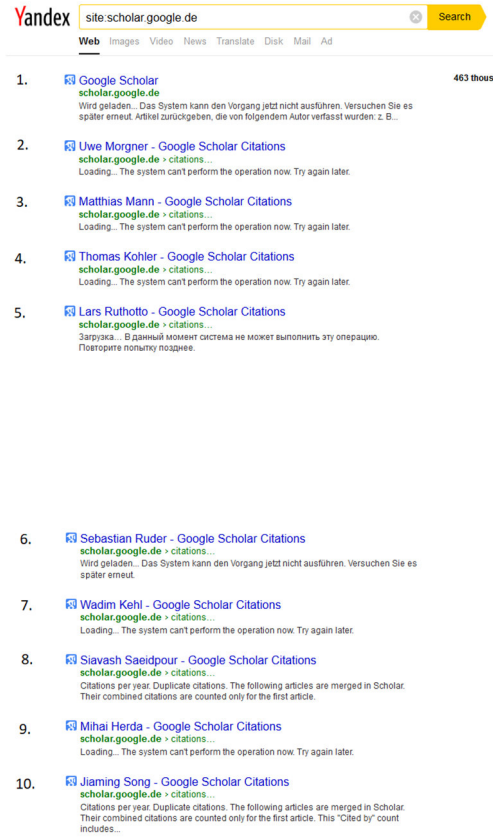 Yandex site:scholar.google.de Search
Web Images Video News Translate Disk Mail Ad
1. Google Scholar 463 thous
scholar.google.de
Wird geladen... Das System kann den Vorgang jetzt nicht ausführen. Versuchen Sie es
später erneut. Artikel zurückgeben, die von folgendem Autor verfasst wurden: z. B...
2. Uwe Morgner - Google Scholar Citations
scholar.google.de › citations...
Loading... The system can't perform the operation now. Try again later.
3. Matthias Mann - Google Scholar Citations
scholar.google.de › citations...
Loading... The system can't perform the operation now. Try again later.
4. Thomas Kohler - Google Scholar Citations
scholar.google.de › citations...
Loading... The system can't perform the operation now. Try again later.
5. Lars Ruthotto - Google Scholar Citations
scholar.google.de › citations...
Загрузка... В данный момент система не может выполнить эту операцию.
Повторите попытку позднее.
6. Sebastian Ruder - Google Scholar Citations
scholar.google.de › citations...
Wird geladen... Das System kann den Vorgang jetzt nicht ausführen. Versuchen Sie es
später erneut.
7. Wadim Kehl - Google Scholar Citations
scholar.google.de › citations...
Loading... The system can't perform the operation now. Try again later.
8. Siavash Saeidpour - Google Scholar Citations
scholar.google.de › citations...
Citations per year. Duplicate citations. The following articles are merged in Scholar.
Their combined citations are counted only for the first article.
9. Mihai Herda - Google Scholar Citations
scholar.google.de › citations...
Loading... The system can't perform the operation now. Try again later.
10. Jiaming Song - Google Scholar Citations
scholar.google.de › citations...
Citations per year. Duplicate citations. The following articles are merged in Scholar.
Their combined citations are counted only for the first article. This "Cited by" count
includes...